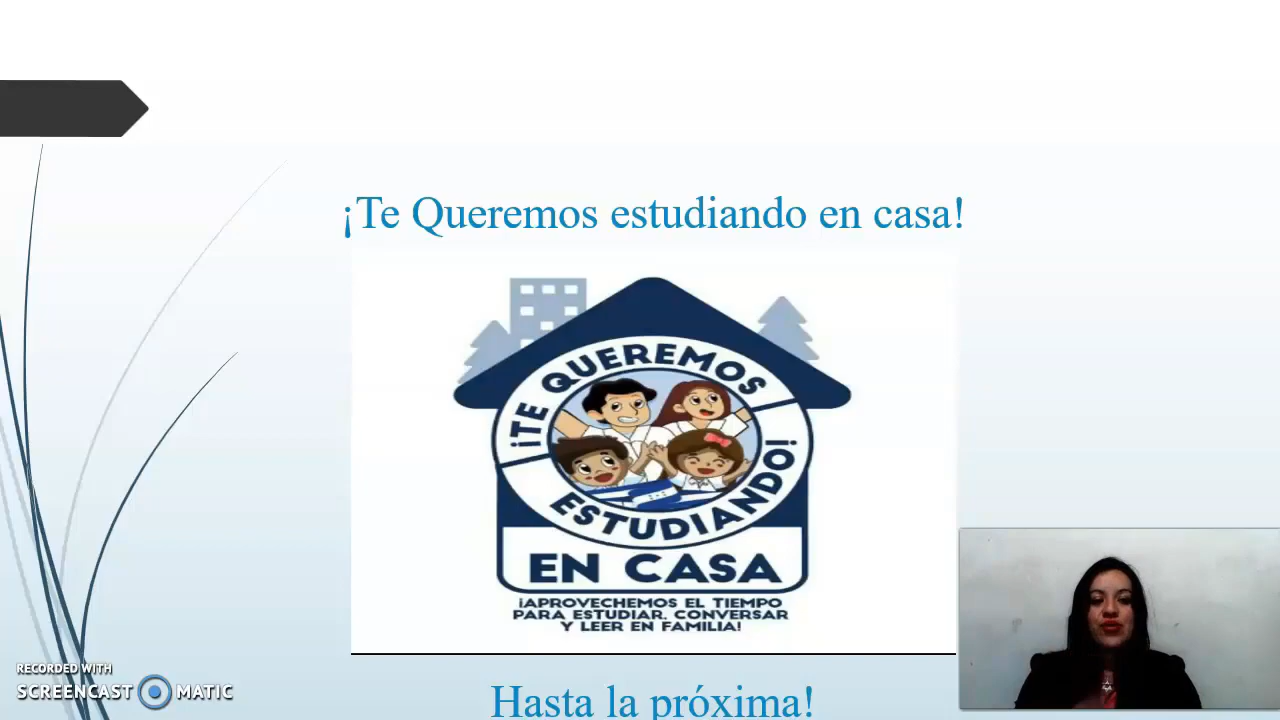 ¡Te Queremos estudiando en casa!
¡TE QUEREMOS
ESTUDIANDO!
EN CASA
¡APROVECHEMOS EL TIEMPO
PARA ESTUDIAR, CONVERSAR
Y LEER EN FAMILIA!
Hasta la próxima!
RECORDED WITH
SCREENCAST MATIC